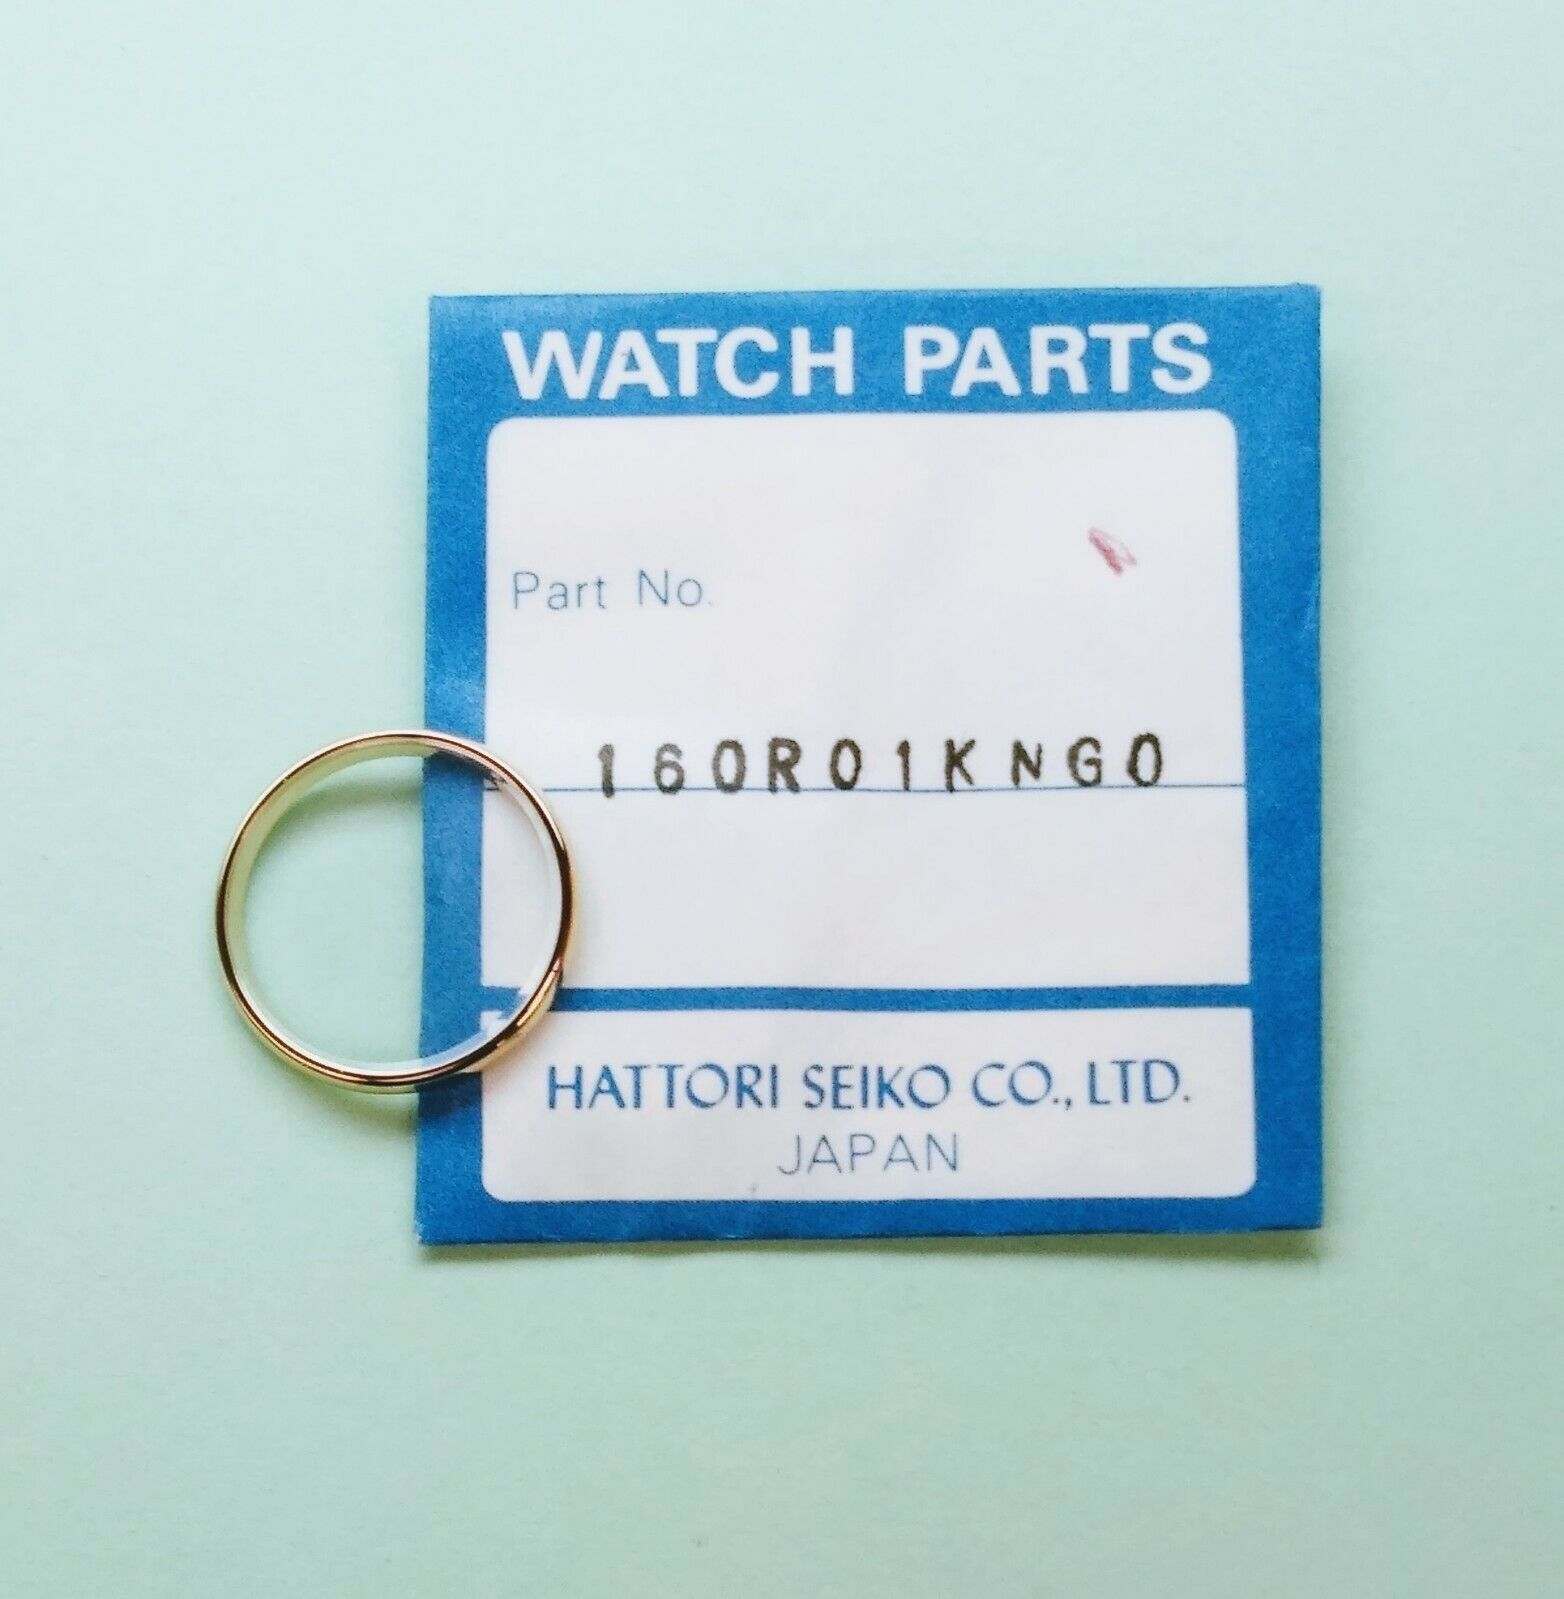 WATCH PARTS
Part No.
160R01KNG0
HATTORI SEIKO CO., LTD.
JAPAN